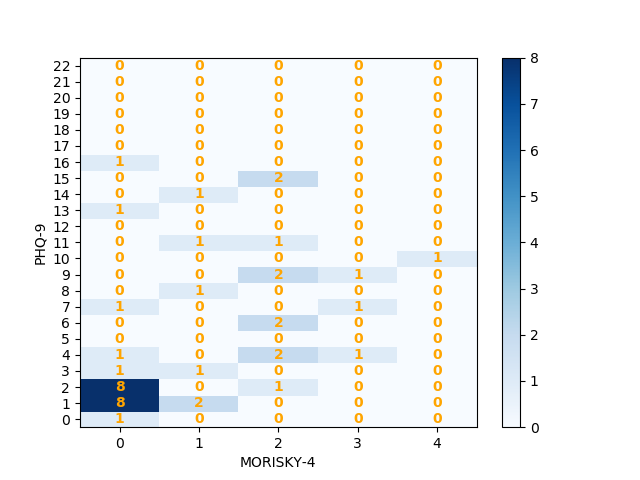 PHQ-9
22 0 0 0 0 0
21 0 0 0 0 0
20 0 0 0 0 0
19 0 0 0 0 0
18 0 0 0 0 0
17 0 0 0 0 0
16 1 0 0 0 0
15 0 0 2 0 0
14 0 1 0 0 0
13 1 0 0 0 0
12 0 0 0 0 0
11 0 1 1 0 0
10 0 0 0 0 1
9 0 0 2 1 0
8 0 1 0 0 0
7 1 0 0 1 0
6 0 0 2 0 0
5 0 0 0 0 0
4 1 0 2 1 0
3 1 1 0 0 0
2 8 0 1 0 0
1 8 2 0 0 0
0 1 0 0 0 0
0 1 2 3 4
MORISKY-4
8
7
6
5
4
3
2
1
0